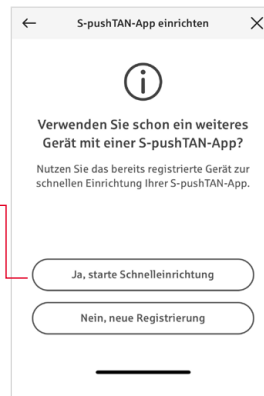 S-pushTAN-App einrichten
Verwenden Sie schon ein weiteres
Gerät mit einer S-pushTAN-App?
Nutzen Sie das bereits registrierte Gerät zur
schnellen Einrichtung Ihrer S-pushTAN-App.
Ja, starte Schnelleinrichtung
Nein, neue Registrierung